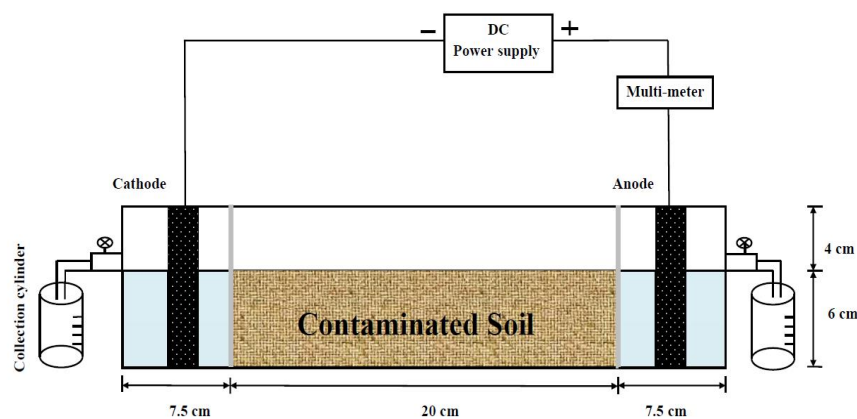 DC
Power supply
− +
Multi-meter
Cathode
Anode
Collection cylinder
4 cm
6 cm
Contaminated Soil
7.5 cm
20 cm
7.5 cm